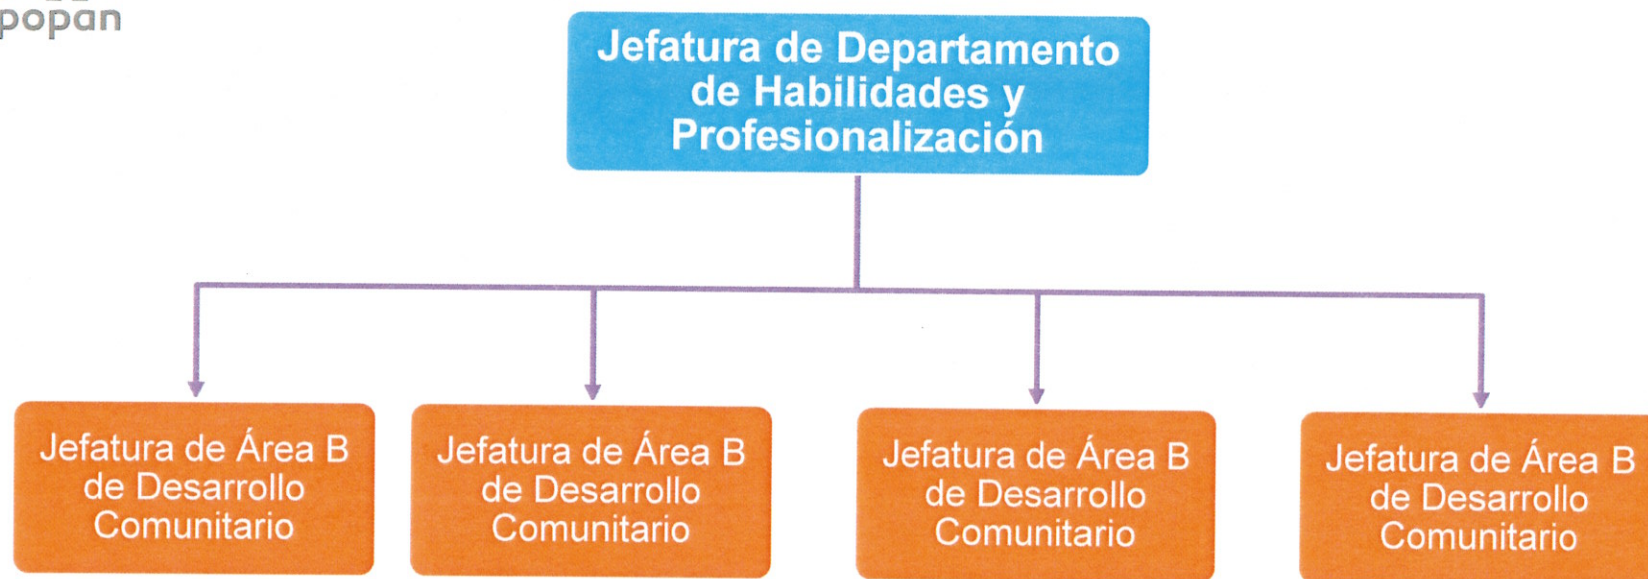 popan
Jefatura de Departamento
de Habilidades y
Profesionalización
Jefatura de Área B
de Desarrollo
Comunitario
Jefatura de Área B
de Desarrollo
Comunitario
Jefatura de Área B
de Desarrollo
Comunitario
Jefatura de Área B
de Desarrollo
Comunitario